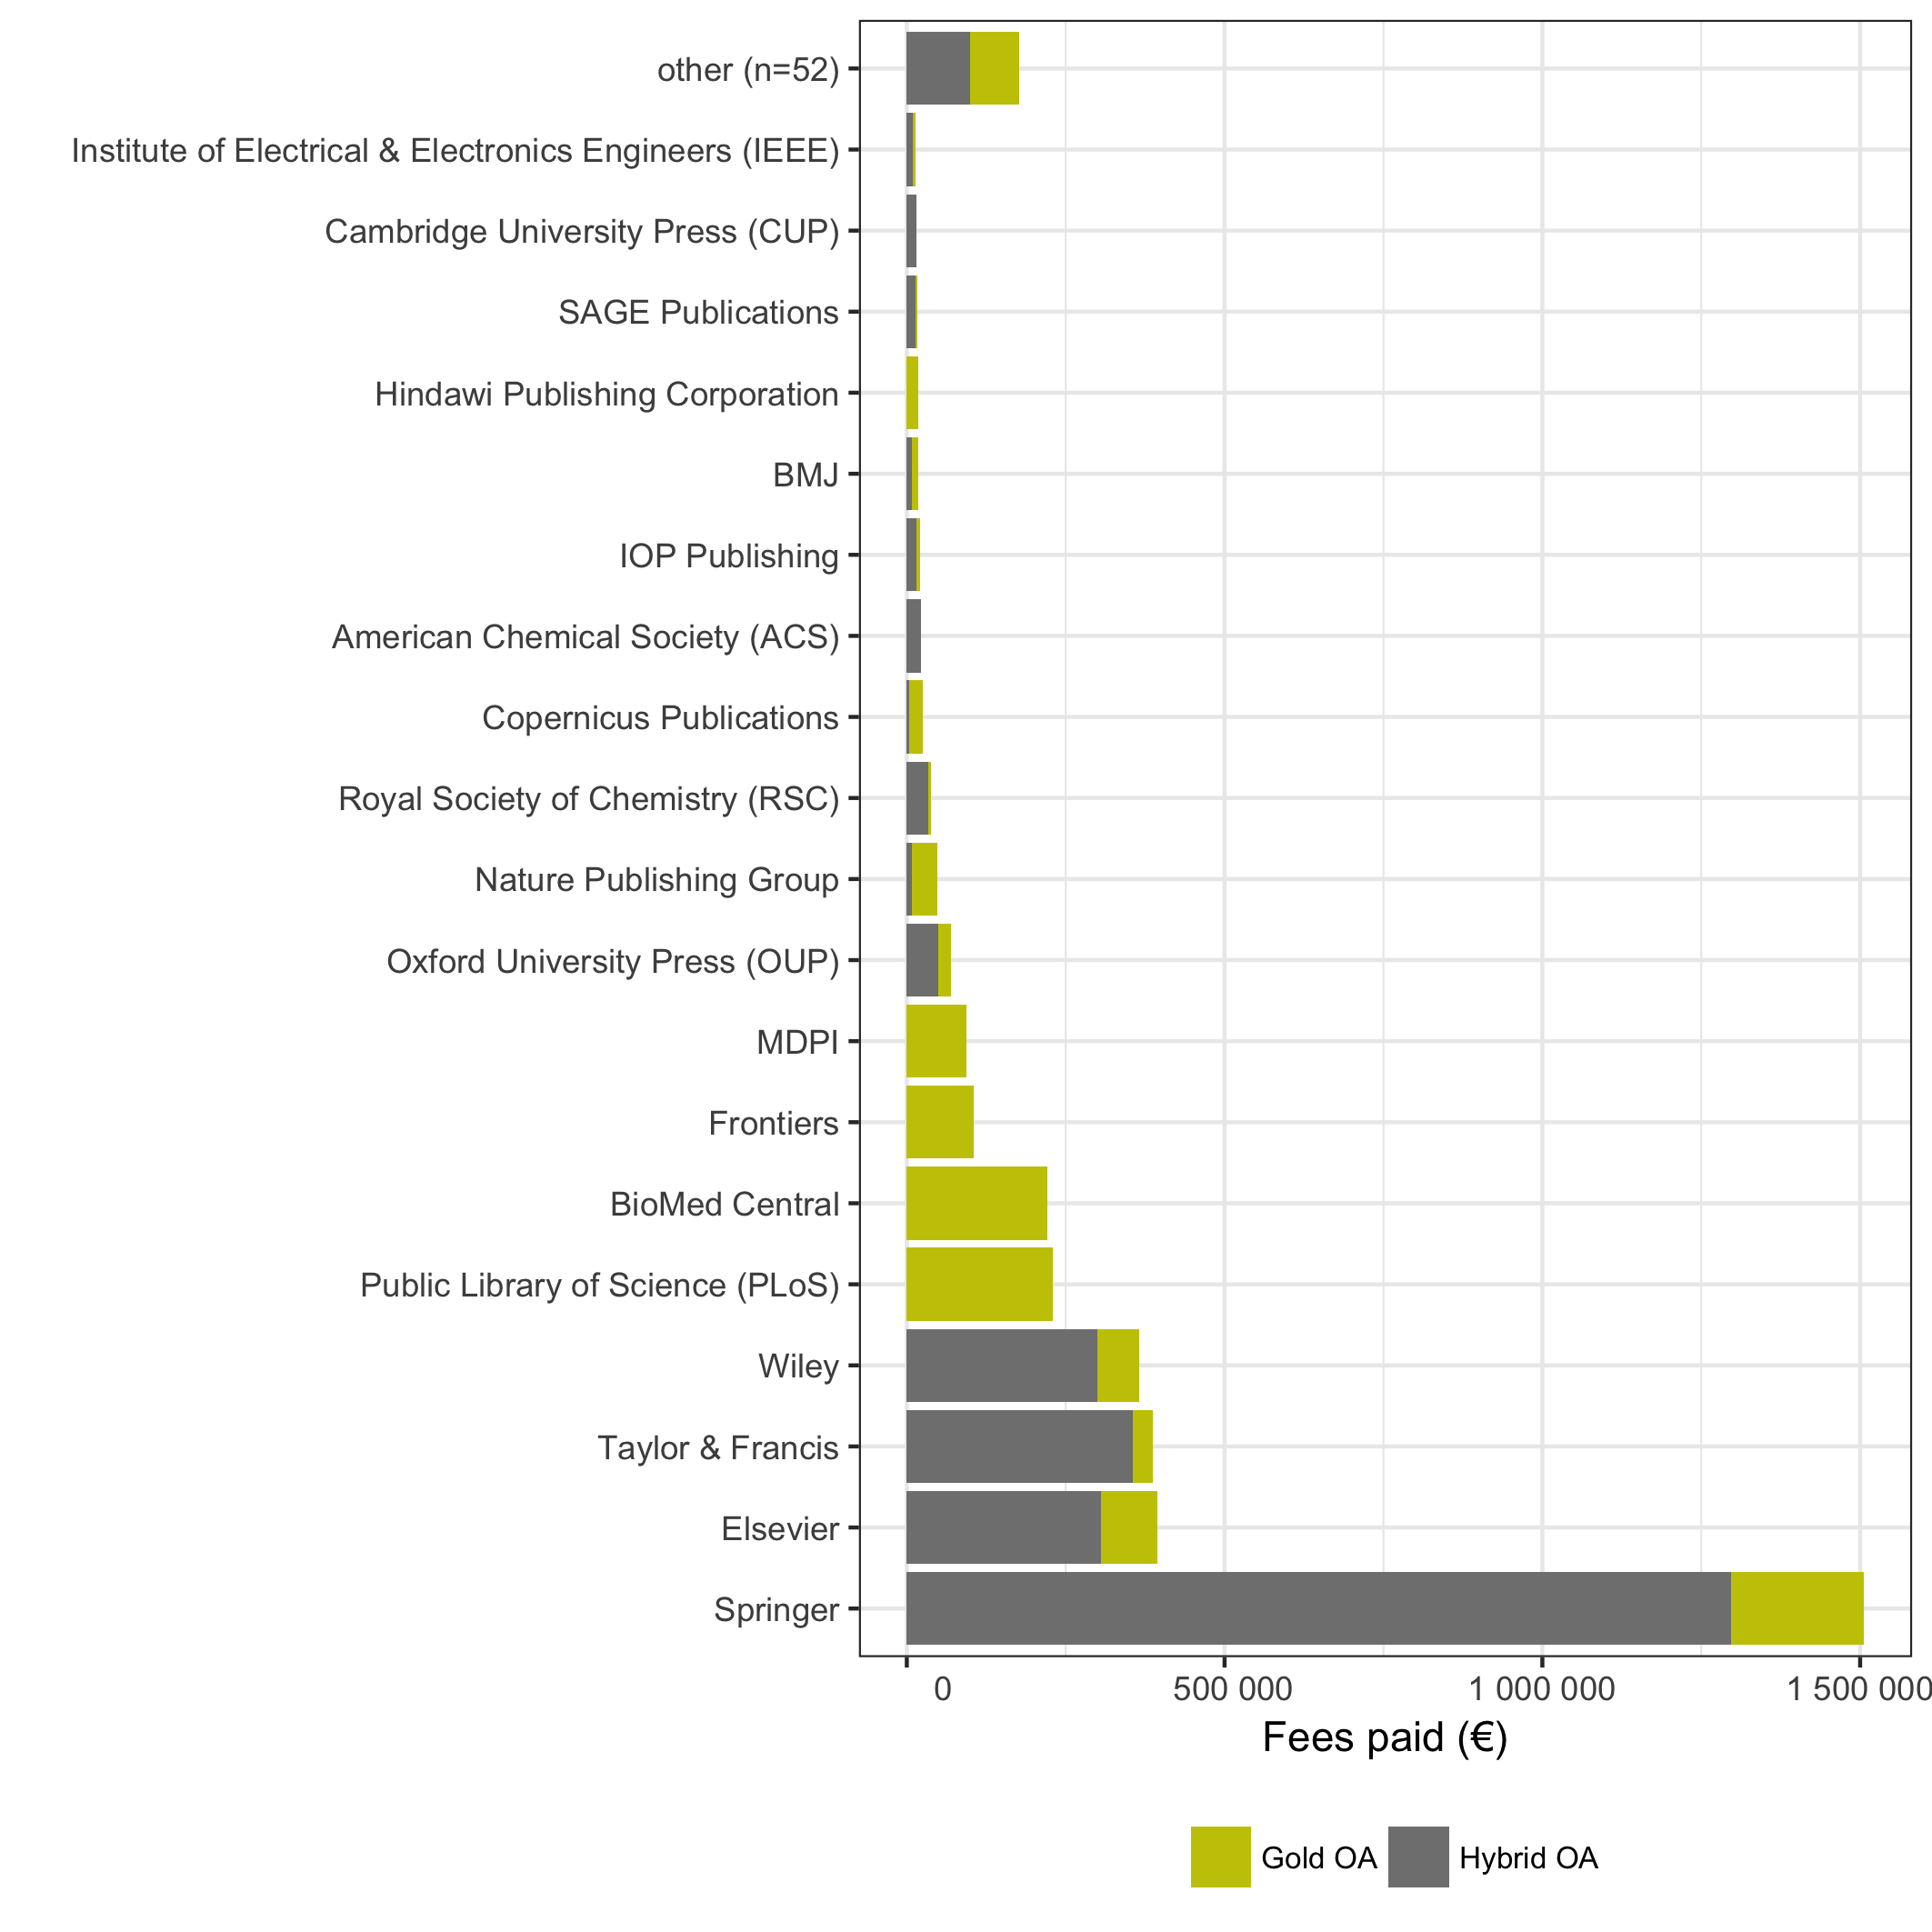 other (n=52)
Institute of Electrical & Electronics Engineers (IEEE)
Cambridge University Press (CUP)
SAGE Publications
Hindawi Publishing Corporation
BMJ
IOP Publishing
American Chemical Society (ACS)
Copernicus Publications
Royal Society of Chemistry (RSC)
Nature Publishing Group
Oxford University Press (OUP)
MDPI
Frontiers
BioMed Central
Public Library of Science (PLoS)
Wiley
Taylor & Francis
Elsevier
Springer
0 500 000 1 000 000 1 500 000
Fees paid (€)
Gold OA Hybrid OA